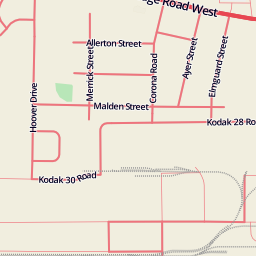 ge Road West
Allerton Street
Merrick Street
Corona Road
Ayer Street
Elmguard Street
Hoover Drive
Malden Street
Kodak 28 Ro
Kodak 30 Road